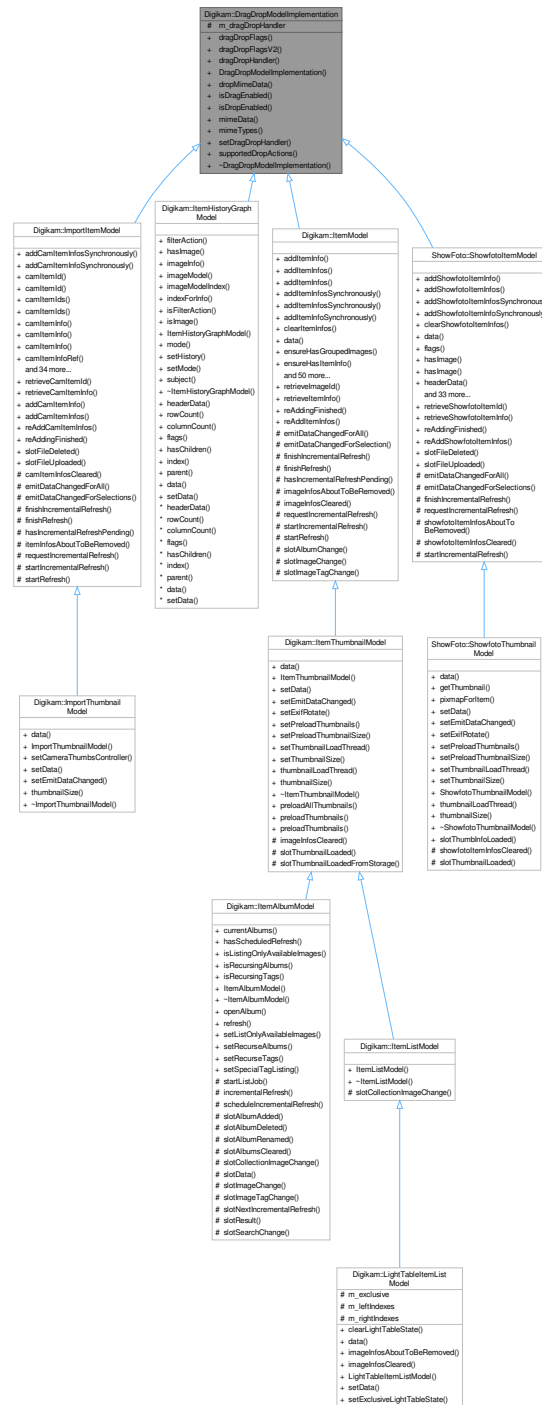 Digikam::DragDropModelImplementation
# m_dragDropHandler
+ dragDropFlags()
+ dragDropFlagsV2()
+ dragDropHandler()
+ DragDropModelImplementation()
+ dropMimeData()
+ isDragEnabled()
+ isDropEnabled()
+ mimeData()
+ mimeTypes()
+ setDragDropHandler()
+ supportedDropActions()
+ ~DragDropModelImplementation()
Digikam::ImportItemModel
+ addCamItemInfosSynchronously()
+ addCamItemInfoSynchronously()
+ camItemId()
+ camItemId()
+ camItemIds()
+ camItemIds()
+ camItemInfo()
+ camItemInfo()
+ camItemInfo()
+ camItemInfoRef()
and 34 more...
+ retrieveCamItemId()
+ retrieveCamItemInfo()
+ addCamItemInfo()
+ addCamItemInfos()
+ reAddCamItemInfos()
+ reAddingFinished()
+ slotFileDeleted()
+ slotFileUploaded()
# camItemInfosCleared()
# emitDataChangedForAll()
# emitDataChangedForSelections()
# finishIncrementalRefresh()
# finishRefresh()
# hasIncrementalRefreshPending()
# itemInfosAboutToBeRemoved()
# requestIncrementalRefresh()
# startIncrementalRefresh()
# startRefresh()
Digikam::ItemHistoryGraph
Model
+ filterAction()
+ hasImage()
+ imageInfo()
+ imageModel()
+ imageModelIndex()
+ indexForInfo()
+ isFilterAction()
+ isImage()
+ ItemHistoryGraphModel()
+ mode()
+ setHistory()
+ setMode()
+ subject()
+ ~ItemHistoryGraphModel()
+ headerData()
+ rowCount()
+ columnCount()
+ flags()
+ hasChildren()
+ index()
+ parent()
+ data()
+ setData()
* headerData()
* rowCount()
* columnCount()
* flags()
* hasChildren()
* index()
* parent()
* data()
* setData()
Digikam::ItemModel
+ addItemInfo()
+ addItemInfos()
+ addItemInfos()
+ addItemInfosSynchronously()
+ addItemInfosSynchronously()
+ addItemInfoSynchronously()
+ clearItemInfos()
+ data()
+ ensureHasGroupedImages()
+ ensureHasItemInfo()
and 50 more...
+ retrieveImageId()
+ retrieveItemInfo()
+ reAddingFinished()
+ reAddItemInfos()
# emitDataChangedForAll()
# emitDataChangedForSelection()
# finishIncrementalRefresh()
# finishRefresh()
# hasIncrementalRefreshPending()
# imageInfosAboutToBeRemoved()
# imageInfosCleared()
# requestIncrementalRefresh()
# startIncrementalRefresh()
# startRefresh()
# slotAlbumChange()
# slotImageChange()
# slotImageTagChange()
ShowFoto::ShowfotoItemModel
+ addShowfotoItemInfo()
+ addShowfotoItemInfos()
+ addShowfotoItemInfosSynchronous
+ addShowfotoItemInfoSynchronously
+ clearShowfotoItemInfos()
+ data()
+ flags()
+ hasImage()
+ hasImage()
+ headerData()
and 33 more...
+ retrieveShowfotoItemId()
+ retrieveShowfotoItemInfo()
+ reAddingFinished()
+ reAddShowfotoItemInfos()
+ slotFileDeleted()
+ slotFileUploaded()
# emitDataChangedForAll()
# emitDataChangedForSelections()
# finishIncrementalRefresh()
# requestIncrementalRefresh()
# showfotoItemInfosAboutTo
BeRemoved()
# showfotoItemInfosCleared()
# startIncrementalRefresh()
Digikam::ImportThumbnail
Model
+ data()
+ ImportThumbnailModel()
+ setCameraThumbsController()
+ setData()
+ setEmitDataChanged()
+ thumbnailSize()
+ ~ImportThumbnailModel()
Digikam::ItemThumbnailModel
+ data()
+ ItemThumbnailModel()
+ setData()
+ setEmitDataChanged()
+ setExifRotate()
+ setPreloadThumbnails()
+ setPreloadThumbnailSize()
+ setThumbnailLoadThread()
+ setThumbnailSize()
+ thumbnailLoadThread()
+ thumbnailSize()
+ ~ItemThumbnailModel()
+ preloadAllThumbnails()
+ preloadThumbnails()
+ preloadThumbnails()
# imageInfosCleared()
# slotThumbnailLoaded()
# slotThumbnailLoadedFromStorage()
ShowFoto::ShowfotoThumbnail
Model
+ data()
+ getThumbnail()
+ pixmapForItem()
+ setData()
+ setEmitDataChanged()
+ setExifRotate()
+ setPreloadThumbnails()
+ setPreloadThumbnailSize()
+ setThumbnailLoadThread()
+ setThumbnailSize()
+ ShowfotoThumbnailModel()
+ thumbnailLoadThread()
+ thumbnailSize()
+ ~ShowfotoThumbnailModel()
+ slotThumbInfoLoaded()
# showfotoItemInfosCleared()
# slotThumbnailLoaded()
Digikam::ItemAlbumModel
+ currentAlbums()
+ hasScheduledRefresh()
+ isListingOnlyAvailableImages()
+ isRecursingAlbums()
+ isRecursingTags()
+ ItemAlbumModel()
+ ~ItemAlbumModel()
+ openAlbum()
+ refresh()
+ setListOnlyAvailableImages()
+ setRecurseAlbums()
+ setRecurseTags()
+ setSpecialTagListing()
# startListJob()
# incrementalRefresh()
# scheduleIncrementalRefresh()
# slotAlbumAdded()
# slotAlbumDeleted()
# slotAlbumRenamed()
# slotAlbumsCleared()
# slotCollectionImageChange()
# slotData()
# slotImageChange()
# slotImageTagChange()
# slotNextIncrementalRefresh()
# slotResult()
# slotSearchChange()
Digikam::ItemListModel
+ ItemListModel()
+ ~ItemListModel()
# slotCollectionImageChange()
Digikam::LightTableItemList
Model
# m_exclusive
# m_leftIndexes
# m_rightIndexes
+ clearLightTableState()
+ data()
+ imageInfosAboutToBeRemoved()
+ imageInfosCleared()
+ LightTableItemListModel()
+ setData()
+ setExclusiveLightTableState()